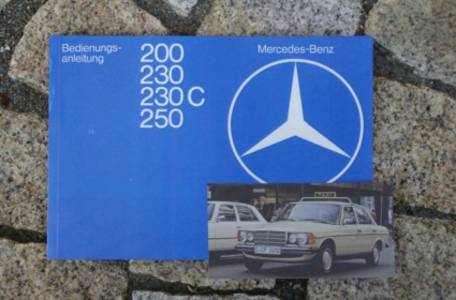 Bedienungs-
anleitung
200
230
230 C
250
Mercedes-Benz